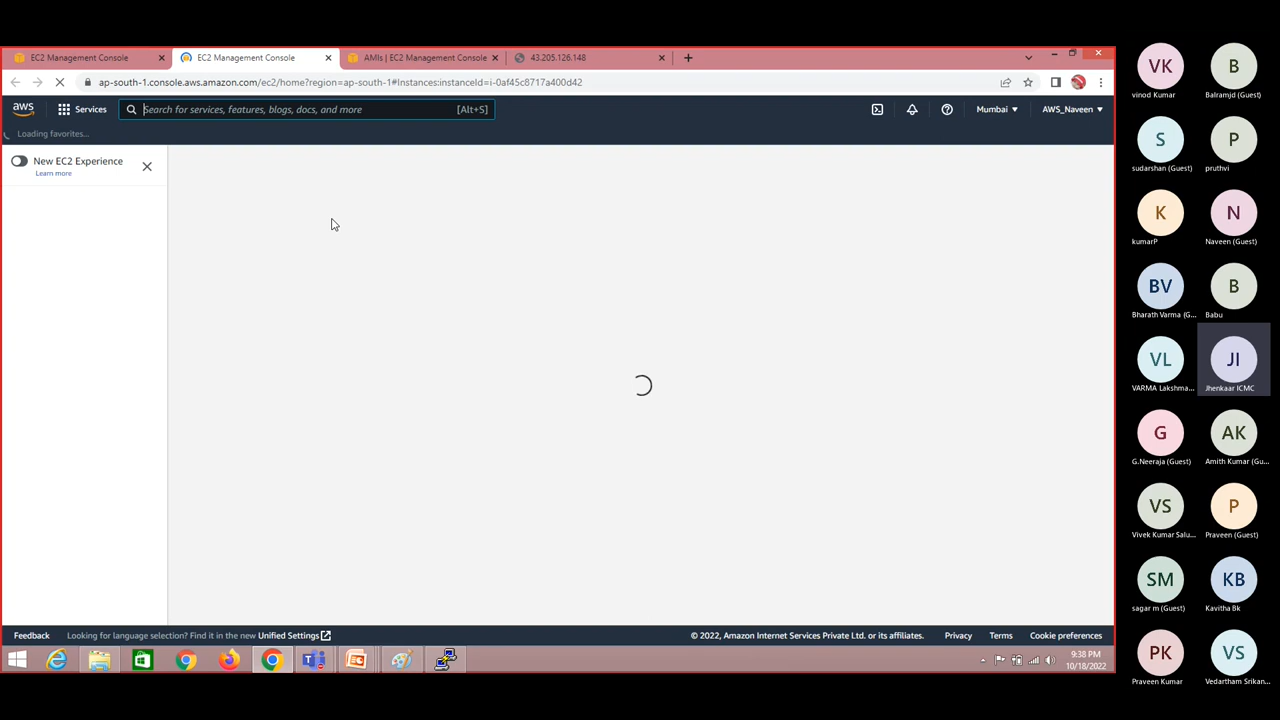 EC2 Management Console
EC2 Management Console
AMIs | EC2 Management Console
43.205.126.148
ap-south-1.console.aws.amazon.com/ec2/home?region=ap-south-1#Instances:instanceId=i-0af45c8717a400d42
aws
Services
Search for services, features, blogs, docs, and more
[Alt+S]
Mumbai
AWS_Naveen
Loading favorites...
New EC2 Experience
Learn more
Feedback
Looking for language selection? Find it in the new Unified Settings
© 2022, Amazon Internet Services Private Ltd. or its affiliates.
Privacy
Terms
Cookie preferences
9:38 PM
10/18/2022
VK
vinod Kumar
B
Balramjd (Guest)
S
sudarshan (Guest)
P
pruthvi
K
kumarP
N
Naveen (Guest)
BV
Bharath Varma (G...
B
Babu
VL
VARMA Lakshma...
JI
Jhenkaar ICMC
G
G.Neeraja (Guest)
AK
Amith Kumar (Gu...
VS
Vivek Kumar Salu...
P
Praveen (Guest)
SM
sagar m (Guest)
KB
Kavitha Bk
PK
Praveen Kumar
VS
Vedartham Srikan...